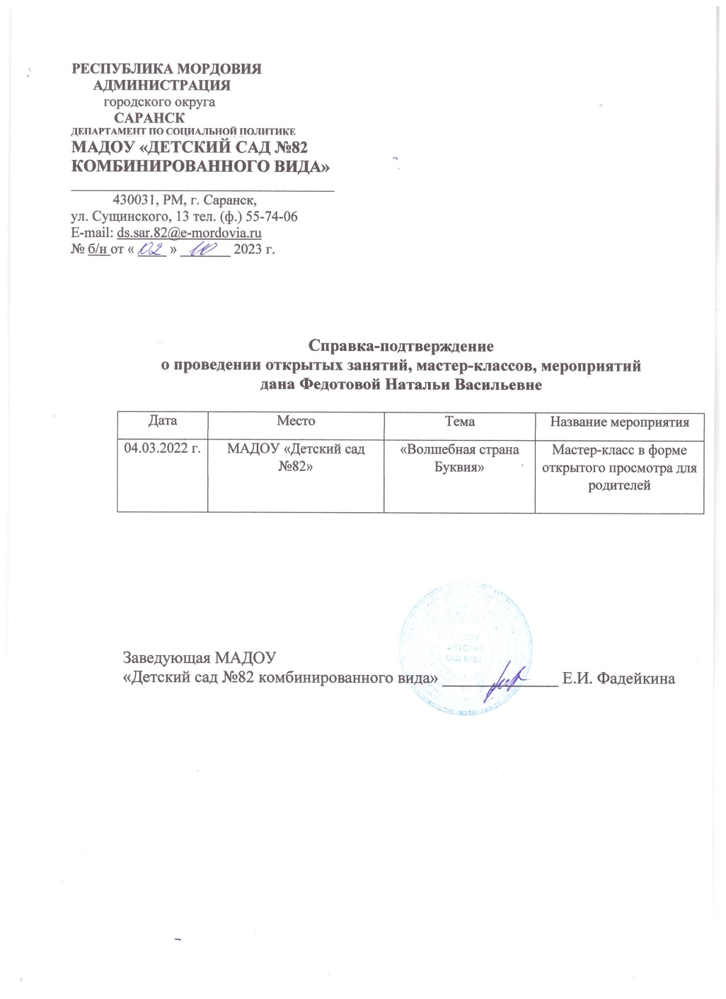 РЕСПУБЛИКА МОРДОВИЯ
АДМИНИСТРАЦИЯ
городского округа
САРАНСК
ДЕПАРТАМЕНТ ПО СОЦИАЛЬНОЙ ПОЛИТИКЕ
МАДОУ «ДЕТСКИЙ САД №82
КОМБИНИРОВАННОГО ВИДА»
430031, РМ, г. Саранск,
ул. Сущинского, 13 тел. (ф.) 55-74-06
E-mail: ds.sar.82@e-mordovia.ru
№ б/н от « 02 » 10 2023 г.
Справка-подтверждение
о проведении открытых занятий, мастер-классов, мероприятий
дана Федотовой Натальи Васильевне
Дата Место Тема Название мероприятия
04.03.2022 г. МАДОУ «Детский сад «Волшебная страна Мастер-класс в форме
№82» Буквия» открытого просмотра для
родителей
ДЕТСКИЙ
САД №82
Заведующая МАДОУ
«Детский сад №82 комбинированного вида» Е.И. Фадейкина